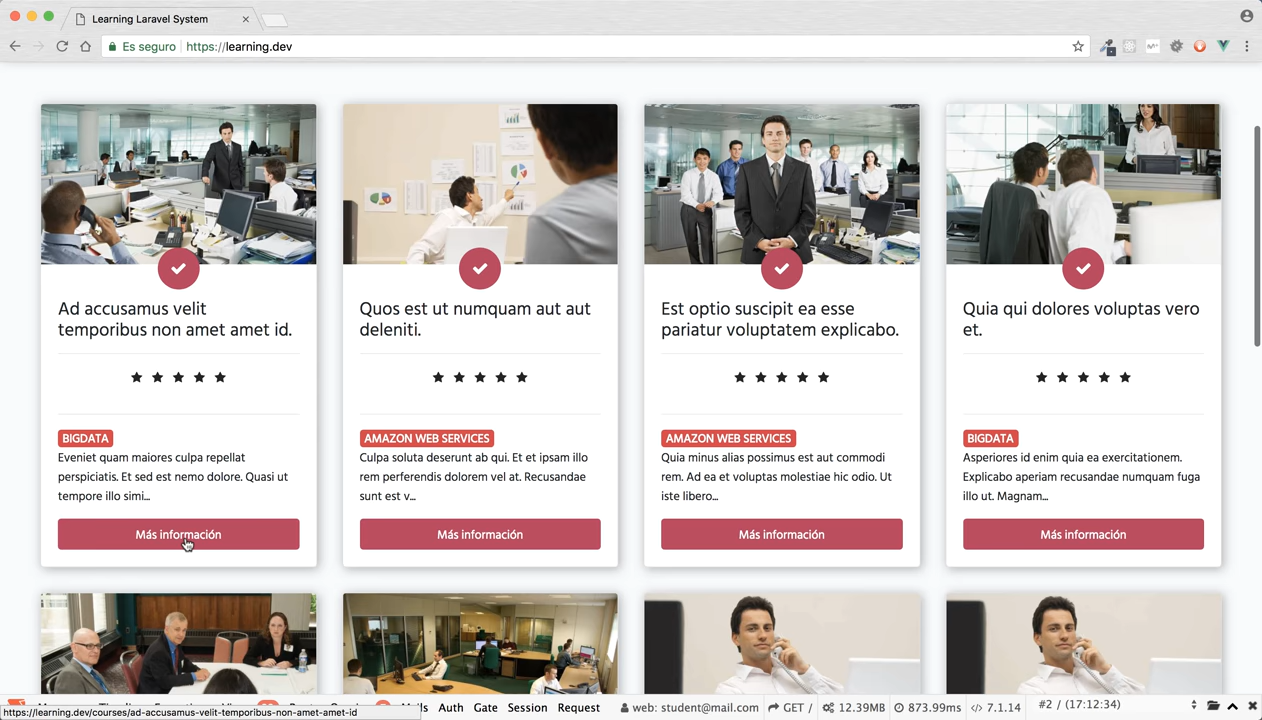 Learning Laravel System
Es seguro https://learning.dev
Ad accusamus velit
temporibus non amet amet id.
BIGDATA
Eveniet quam maiores culpa repellat
perspiciatis. Et sed est nemo dolore. Quasi ut
tempore illo simi...
Más información
Quos est ut numquam aut aut
deleniti.
AMAZON WEB SERVICES
Culpa soluta deserunt ab qui. Et et ipsam illo
rem perferendis dolorem vel at. Recusandae
sunt est v...
Más información
Est optio suscipit ea esse
pariatur voluptatem explicabo.
AMAZON WEB SERVICES
Quia minus alias possimus est aut commodi
rem. Ad ea et voluptas molestiae hic odio. Ut
iste libero...
Más información
Quia qui dolores voluptas vero
et.
BIGDATA
Asperiores id enim quia ea exercitationem.
Explicabo aperiam recusandae numquam fuga
illo ut. Magnam...
Más información
Auth Gate Session Request web: student@mail.com GET / 12.39MB 873.99ms 7.1.14 #2 / (17:12:34)
https://learning.dev/courses/ad-accusamus-velit-temporibus-non-amet-amet-id